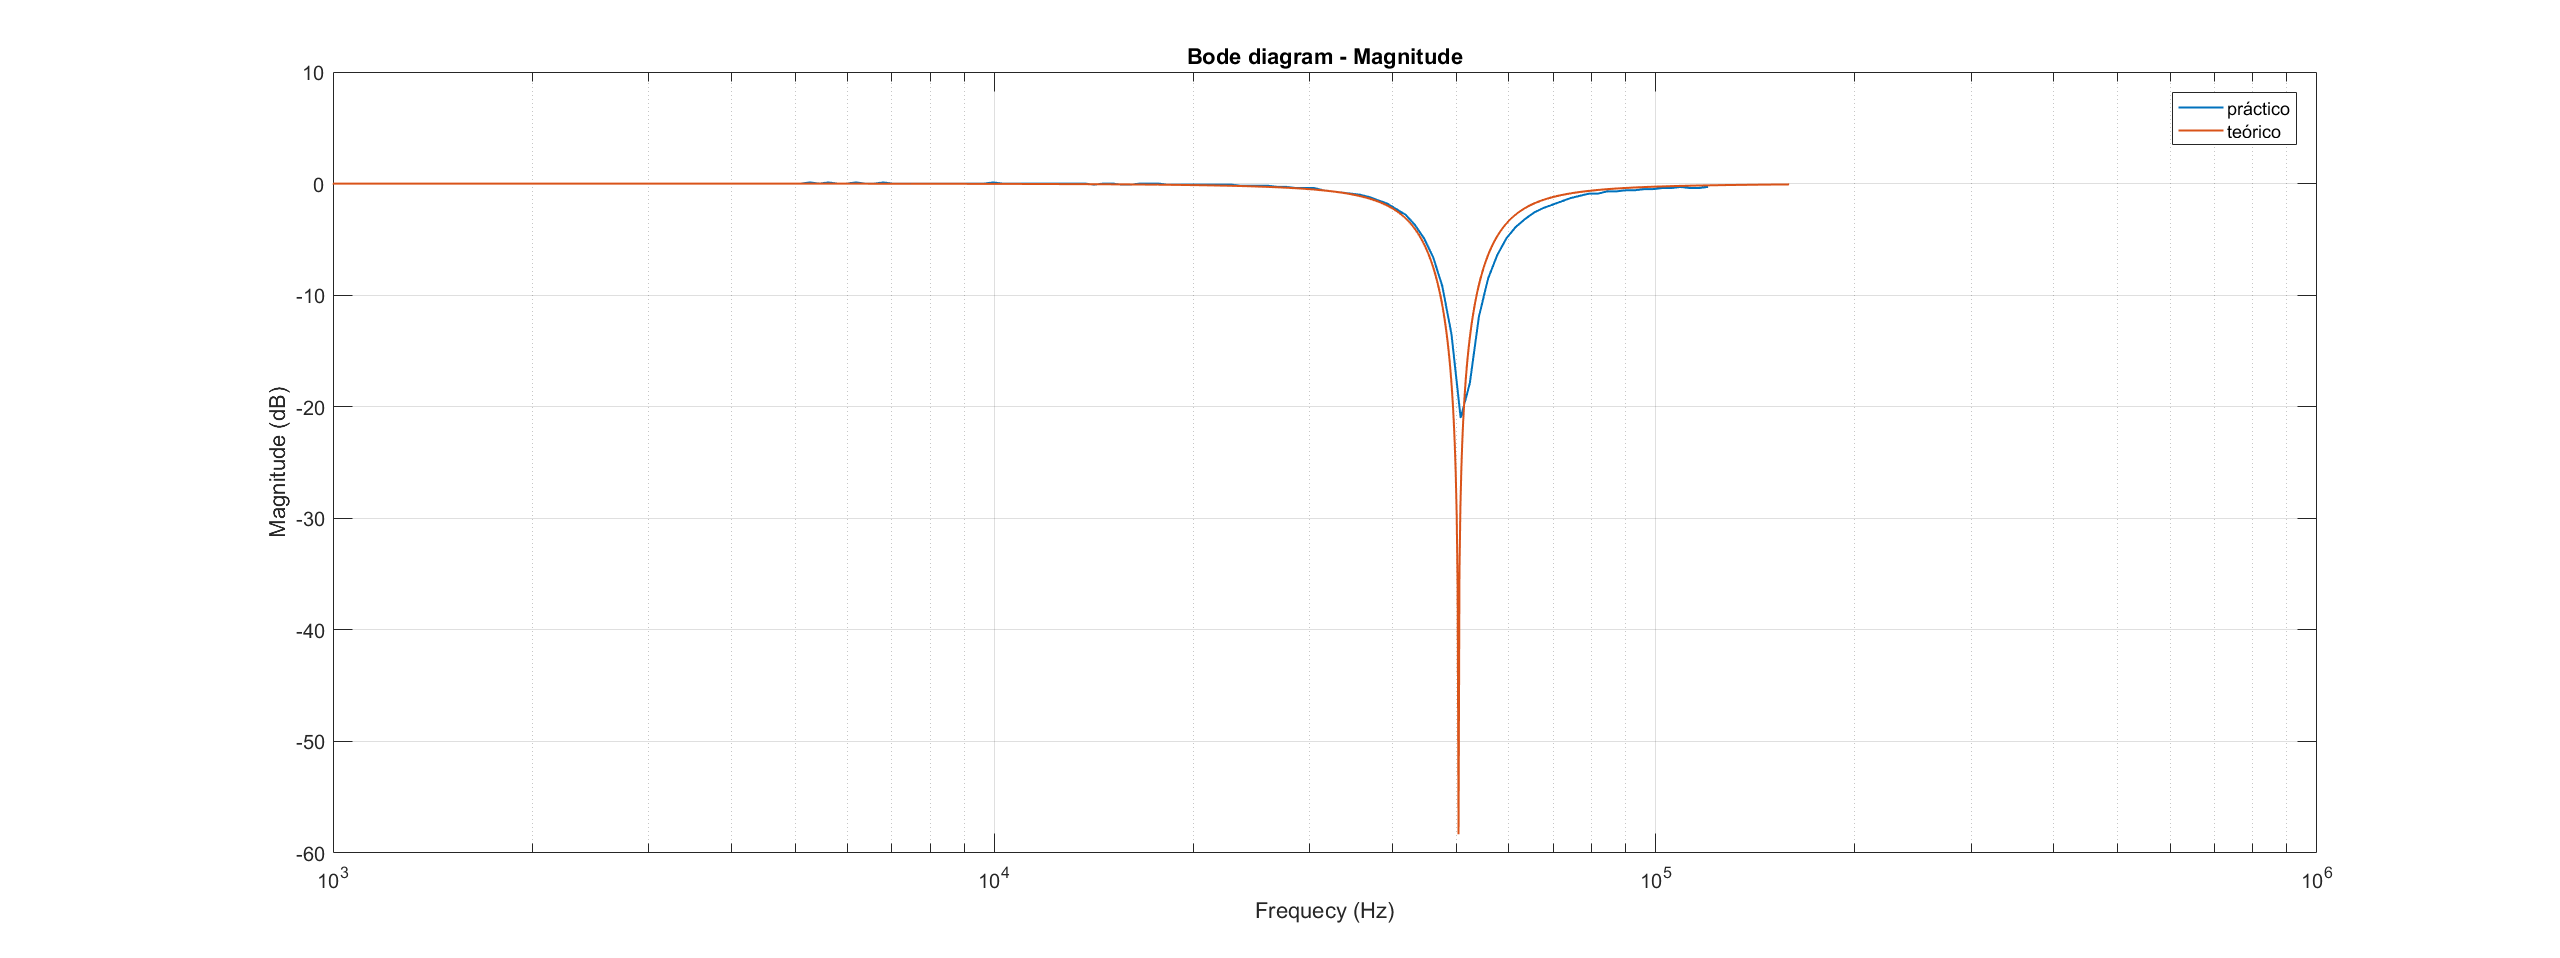 Bode diagram - Magnitude
práctico
teórico
Magnitude (dB)
10
0
-10
-20
-30
-40
-50
-60
10^3
10^4
10^5
10^6
Frequecy (Hz)